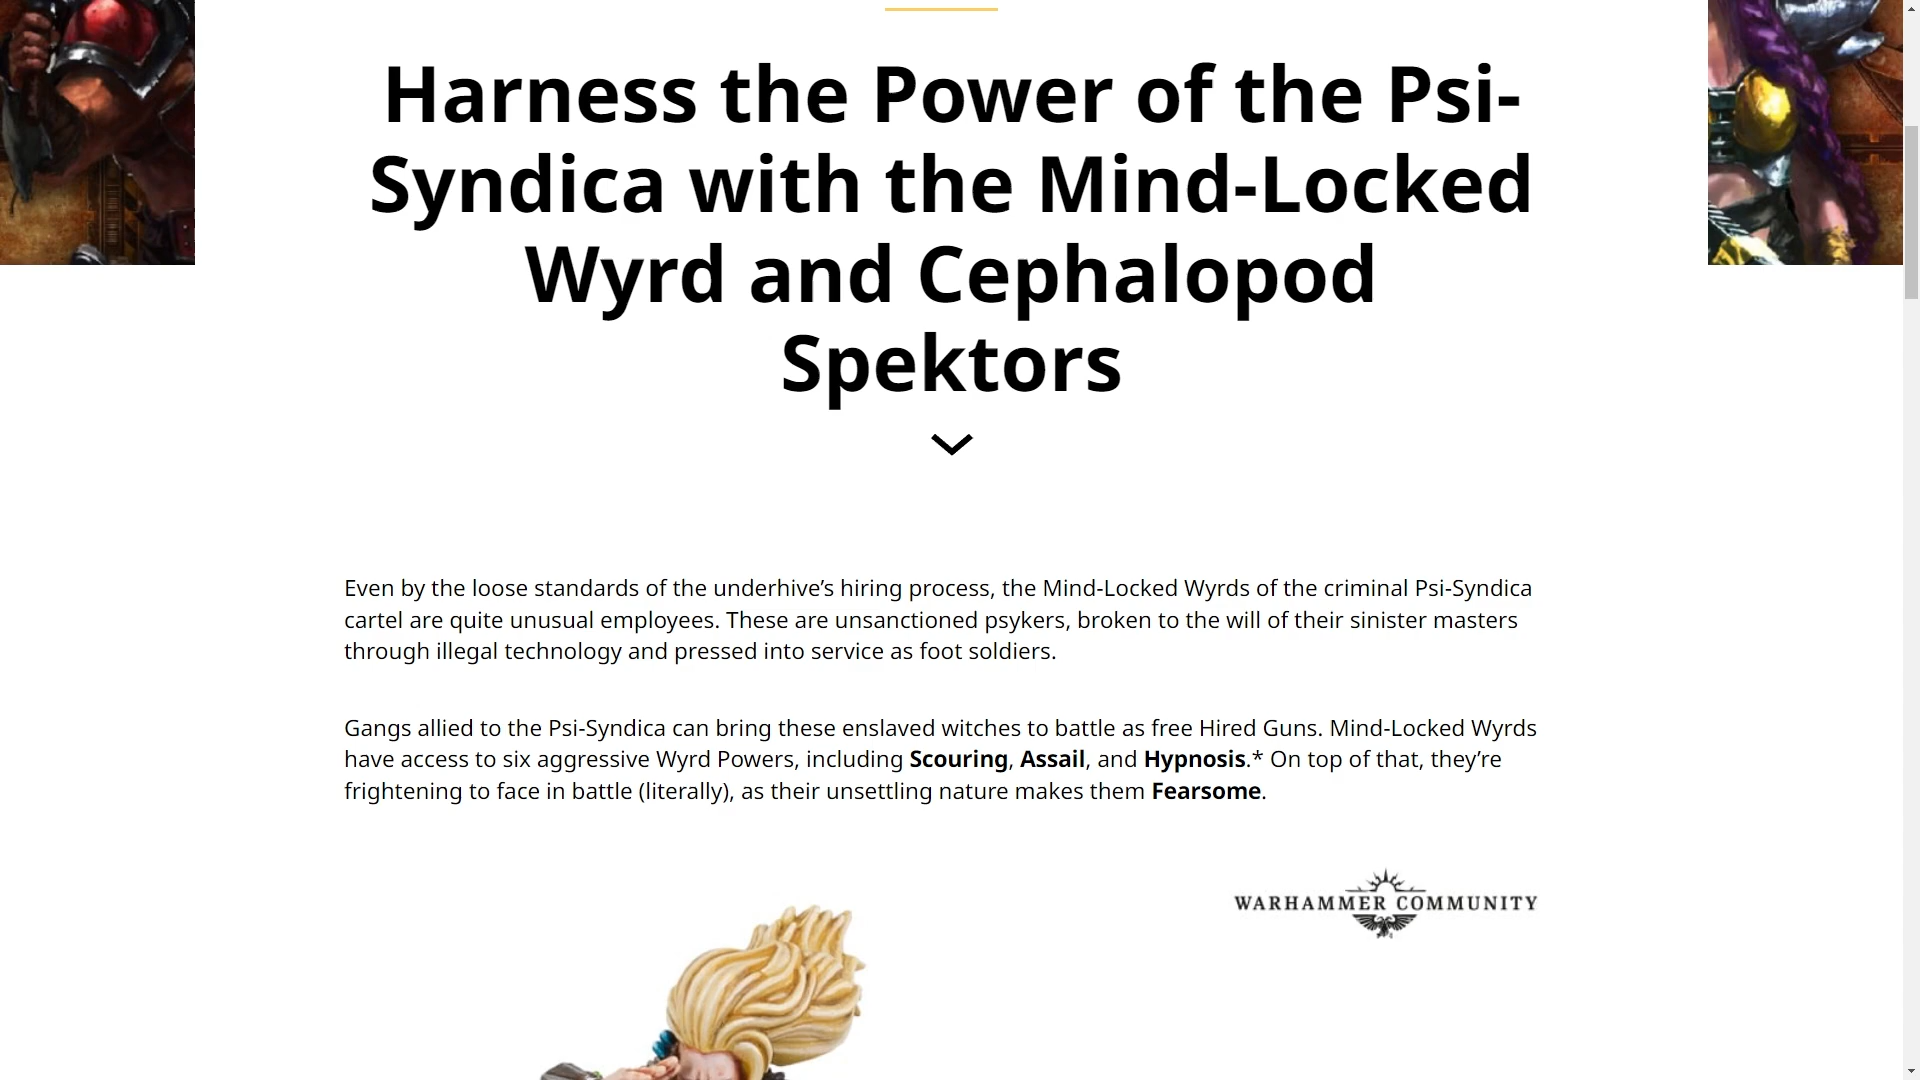 Harness the Power of the Psi-
Syndica with the Mind-Locked
Wyrd and Cephalopod
Spektors
Even by the loose standards of the underhive’s hiring process, the Mind-Locked Wyrds of the criminal Psi-Syndica
cartel are quite unusual employees. These are unsanctioned psykers, broken to the will of their sinister masters
through illegal technology and pressed into service as foot soldiers.
Gangs allied to the Psi-Syndica can bring these enslaved witches to battle as free Hired Guns. Mind-Locked Wyrds
have access to six aggressive Wyrd Powers, including Scouring, Assail, and Hypnosis.* On top of that, they’re
frightening to face in battle (literally), as their unsettling nature makes them Fearsome.
WARHAMMER COMMUNITY